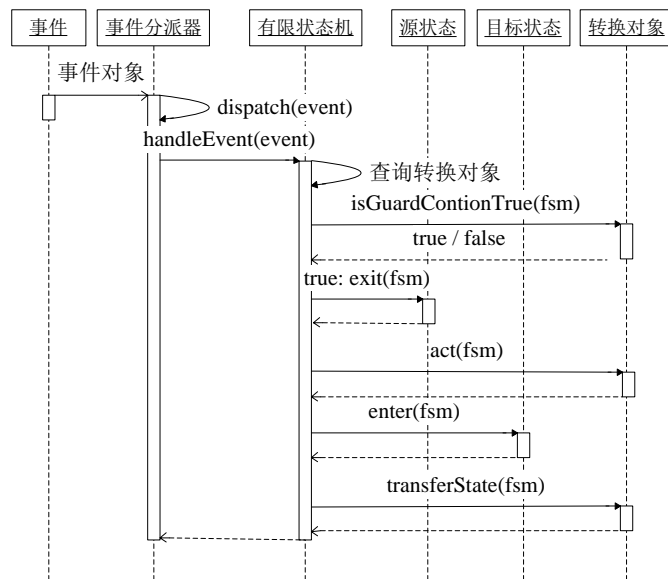 事件
事件分派器
有限状态机
源状态
目标状态
转换对象
事件对象
dispatch(event)
handleEvent(event)
查询转换对象
isGuardContionTrue(fsm)
true / false
true: exit(fsm)
act(fsm)
enter(fsm)
transferState(fsm)